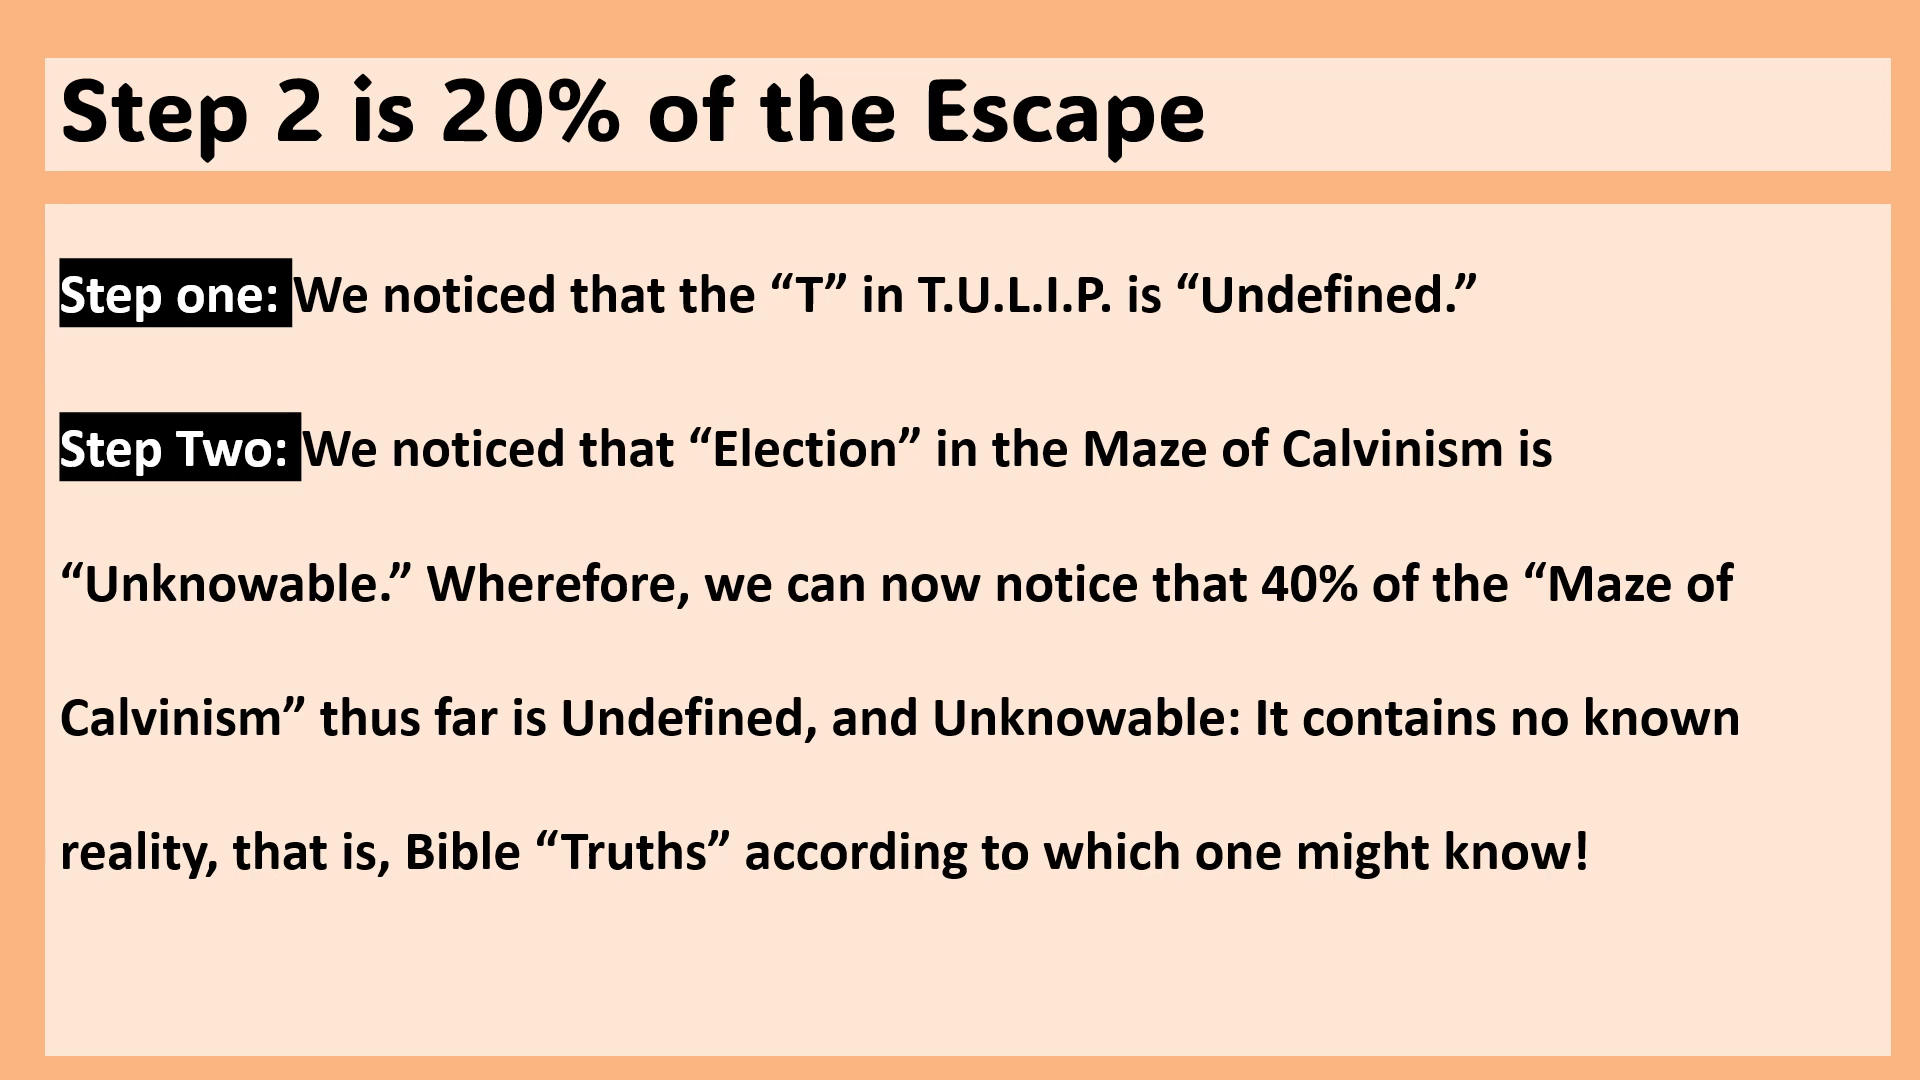 Step 2 is 20% of the Escape
Step one: We noticed that the “T” in T.U.L.I.P. is “Undefined.”
Step Two: We noticed that “Election” in the Maze of Calvinism is
“Unknowable.” Wherefore, we can now notice that 40% of the “Maze of
Calvinism” thus far is Undefined, and Unknowable: It contains no known
reality, that is, Bible “Truths” according to which one might know!